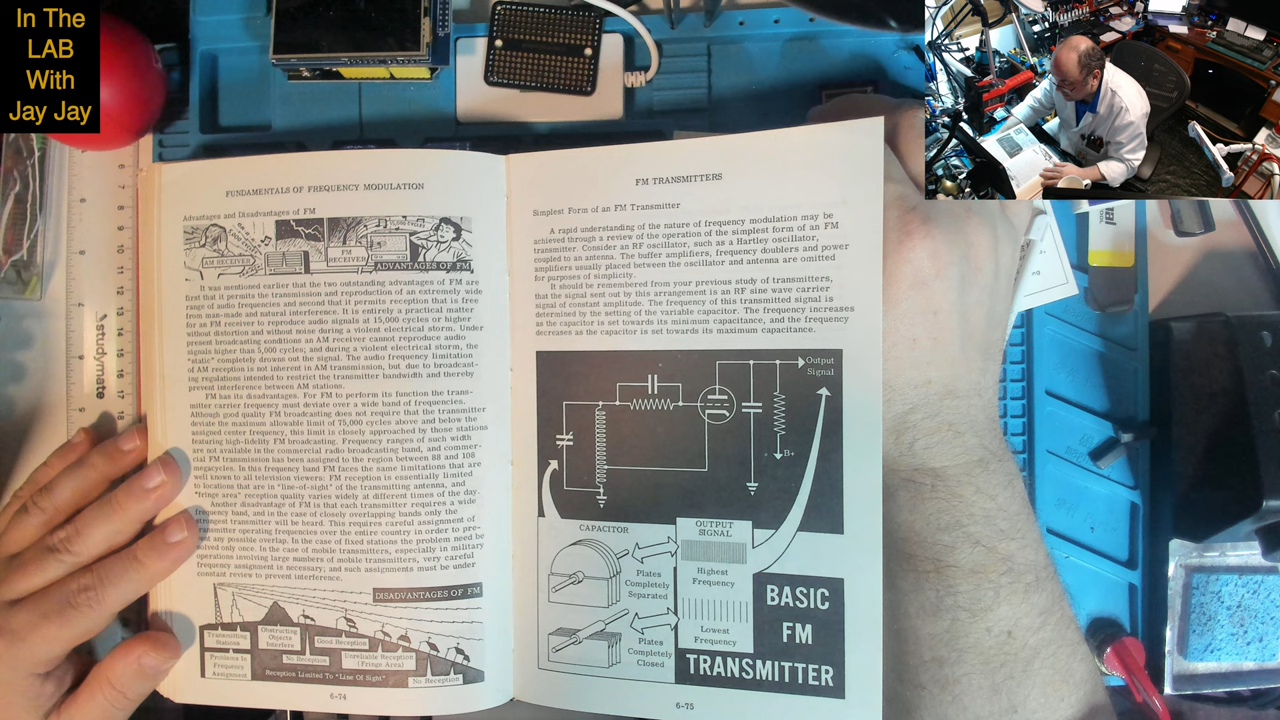 In The
LAB
With
Jay Jay
FUNDAMENTALS OF FREQUENCY MODULATION
Advantages and Disadvantages of FM
15,000 CYCLES
AM RECEIVER
FM
RECEIVER
ADVANTAGES OF FM
It was mentioned earlier that the two outstanding advantages of FM are
first that it permits the transmission and reproduction of an extremely wide
range of audio frequencies and second that it permits reception that is free
from man-made and natural interference. It is entirely a practical matter
for an FM receiver to reproduce audio signals at 15,000 cycles or higher
without distortion and without noise during a violent electrical storm. Under
present broadcasting conditions an AM receiver cannot reproduce audio
signals higher than 5,000 cycles; and during a violent electrical storm, the
"static" completely drowns out the signal. The audio frequency limitation
of AM reception is not inherent in AM transmission, but due to broadcast-
ing regulations intended to restrict the transmitter bandwidth and thereby
prevent interference between AM stations.
FM has its disadvantages. For FM to perform its function the trans-
mitter carrier frequency must deviate over a wide band of frequencies.
Although good quality FM broadcasting does not require that the transmitter
deviate the maximum allowable limit of 75,000 cycles above and below the
assigned center frequency, this limit is closely approached by those stations
featuring high-fidelity FM broadcasting. Frequency ranges of such width
are not available in the commercial radio broadcasting band, and commer-
cial FM transmission has been assigned to the region between 88 and 108
megacycles. In this frequency band FM faces the same limitations that are
well known to all television viewers: FM reception is essentially limited
to locations that are in "line-of-sight" of the transmitting antenna, and
"fringe area" reception quality varies widely at different times of the day.
Another disadvantage of FM is that each transmitter requires a wide
frequency band, and in the case of closely overlapping bands only the
strongest transmitter will be heard. This requires careful assignment of
transmitter operating frequencies over the entire country in order to pre-
vent any possible overlap. In the case of fixed stations the problem need be
solved only once. In the case of mobile transmitters, especially in military
operations involving large numbers of mobile transmitters, very careful
frequency assignment is necessary; and such assignments must be under
constant review to prevent interference.
DISADVANTAGES OF FM
Transmitting
Stations
Obstructing
Objects
Interfere
Good Reception
No Reception
Unreliable Reception
(Fringe Area)
Problems In
Frequency
Assignment
Reception Limited To "Line Of Sight"
No Reception
6-74
FM TRANSMITTERS
Simplest Form of an FM Transmitter
A rapid understanding of the nature of frequency modulation may be
achieved through a review of the operation of the simplest form of an FM
transmitter. Consider an RF oscillator, such as a Hartley oscillator,
coupled to an antenna. The buffer amplifiers, frequency doublers and power
amplifiers usually placed between the oscillator and antenna are omitted
for purposes of simplicity.
It should be remembered from your previous study of transmitters,
that the signal sent out by this arrangement is an RF sine wave carrier
signal of constant amplitude. The frequency of this transmitted signal is
determined by the setting of the variable capacitor. The frequency increases
as the capacitor is set towards its minimum capacitance, and the frequency
decreases as the capacitor is set towards its maximum capacitance.
Output
Signal
B+
CAPACITOR
OUTPUT
SIGNAL
Plates
Completely
Separated
Highest
Frequency
Plates
Completely
Closed
Lowest
Frequency
BASIC
FM
TRANSMITTER
6-75
studymate
5
6
7
8
9
10
11
12
13
14
15
16
17
18